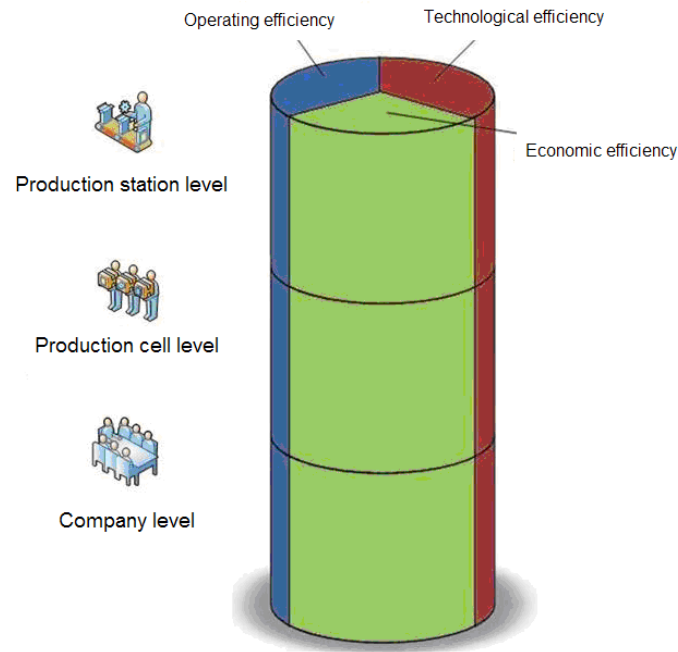 Operating efficiency
Technological efficiency
Economic efficiency
Production station level
Production cell level
Company level